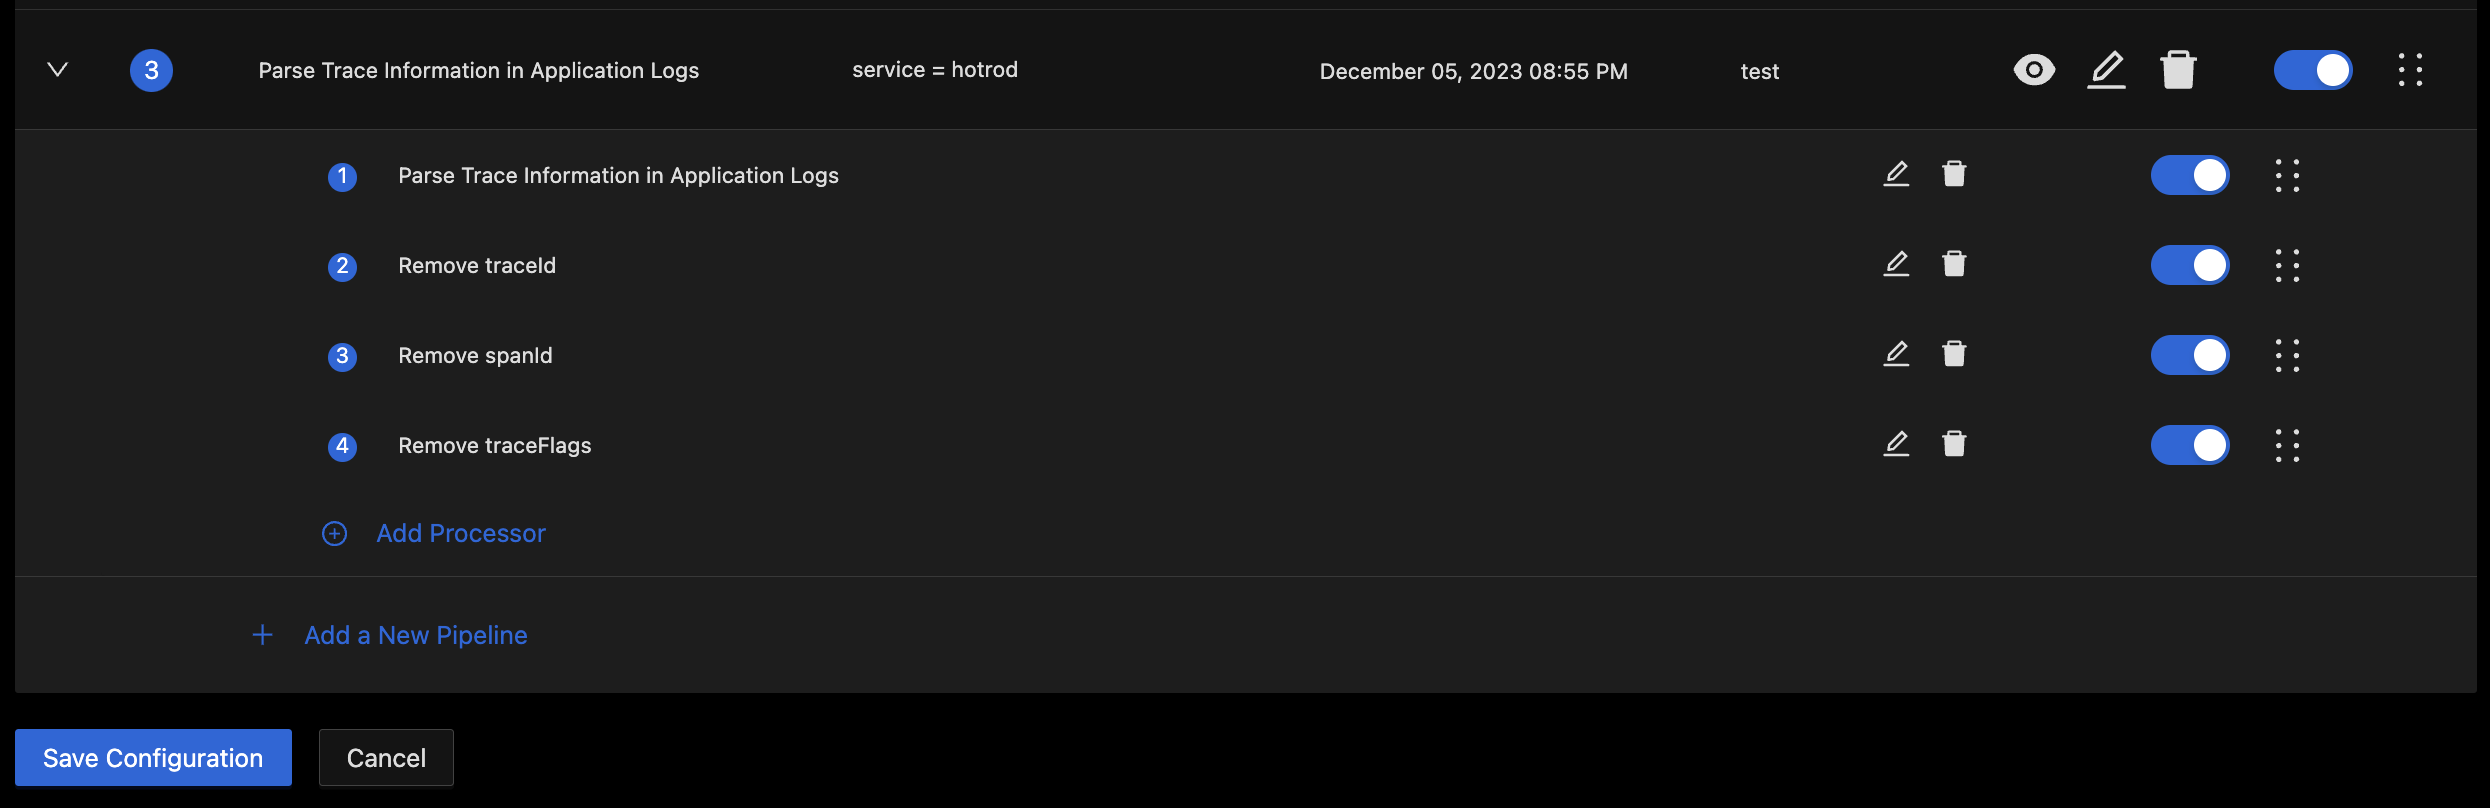 3 Parse Trace Information in Application Logs service = hotrod December 05, 2023 08:55 PM test
1 Parse Trace Information in Application Logs
2 Remove traceId
3 Remove spanId
4 Remove traceFlags
Add Processor
Add a New Pipeline
Save Configuration Cancel